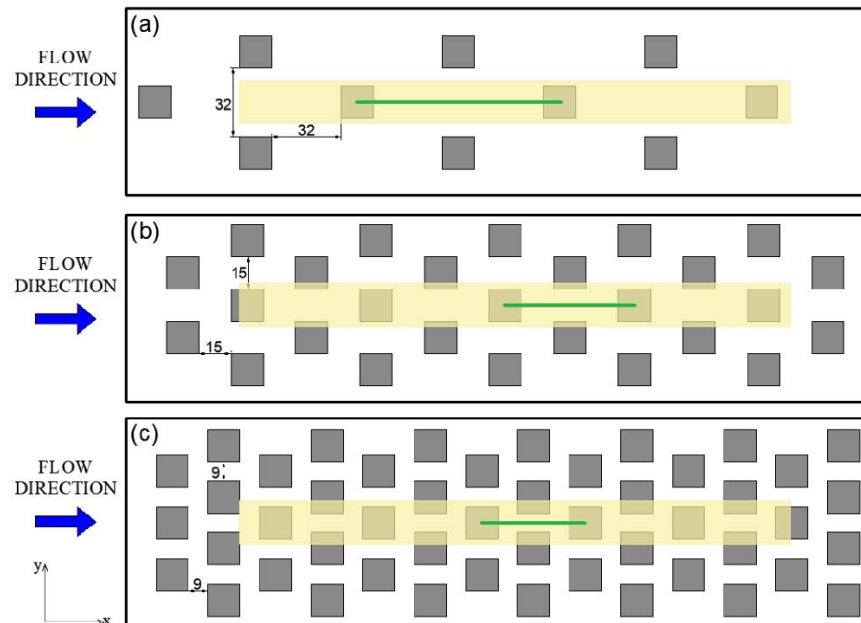 (a)
FLOW
DIRECTION
32
32
(b)
FLOW
DIRECTION
15
15
(c)
FLOW
DIRECTION
9
9
y
x